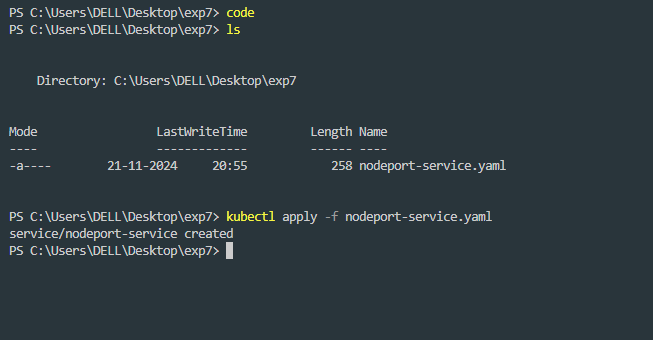 PS C:\Users\DELL\Desktop\exp7> code
PS C:\Users\DELL\Desktop\exp7> ls
Directory: C:\Users\DELL\Desktop\exp7
Mode LastWriteTime Length Name
---- ------------- ------ ----
-a---- 21-11-2024 20:55 258 nodeport-service.yaml
PS C:\Users\DELL\Desktop\exp7> kubectl apply -f nodeport-service.yaml
service/nodeport-service created
PS C:\Users\DELL\Desktop\exp7>